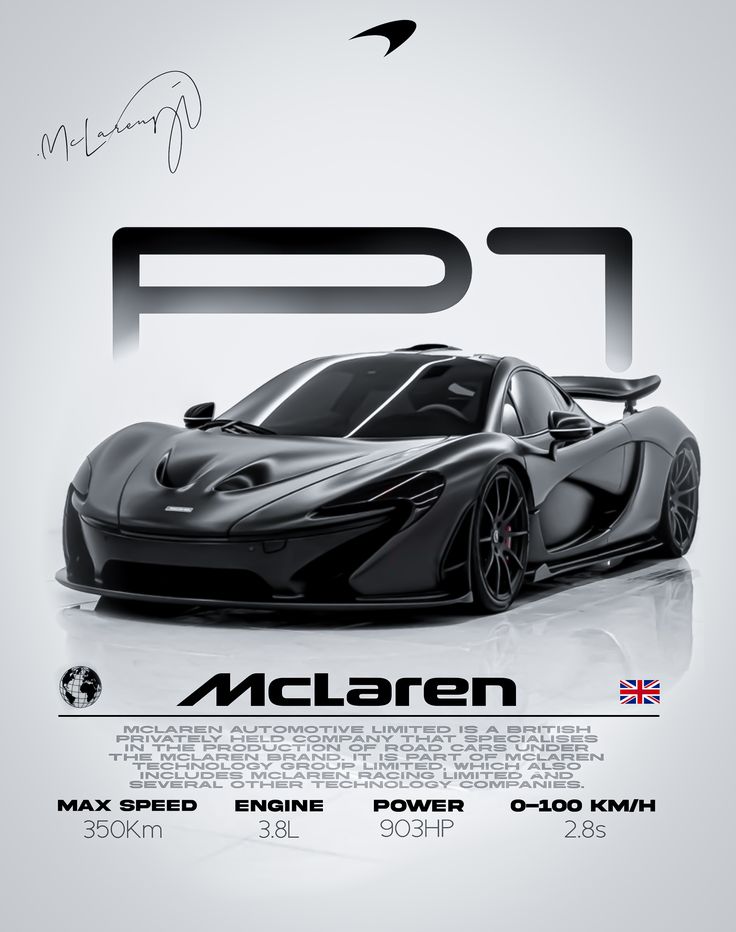 McLaren
P1
McLaren
MCLAREN AUTOMOTIVE LIMITED IS A BRITISH
PRIVATELY HELD COMPANY THAT SPECIALISES
IN THE PRODUCTION OF ROAD CARS UNDER
THE MCLAREN BRAND. IT IS PART OF MCLAREN
TECHNOLOGY GROUP LIMITED, WHICH ALSO
INCLUDES MCLAREN RACING LIMITED AND
SEVERAL OTHER TECHNOLOGY COMPANIES.
MAX SPEED ENGINE POWER 0-100 KM/H
350Km 3.8L 903HP 2.8s